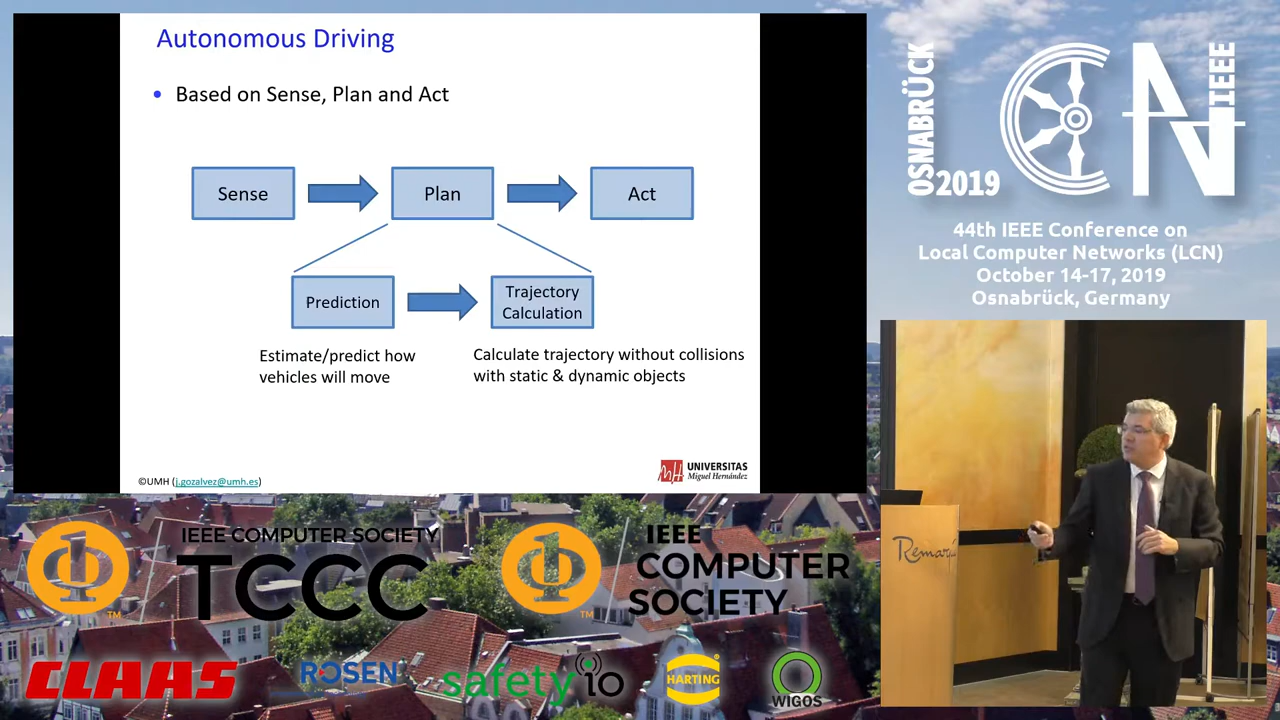 Autonomous Driving
• Based on Sense, Plan and Act
Sense
Plan
Act
Prediction
Trajectory
Calculation
Estimate/predict how
vehicles will move
Calculate trajectory without collisions
with static & dynamic objects
©UMH (j.gozalvez@umh.es)
UNIVERSITAS
Miguel Hernández
OSNABRÜCK
2019
IEEE
44th IEEE Conference on
Local Computer Networks (LCN)
October 14-17, 2019
Osnabrück, Germany
IEEE COMPUTER SOCIETY
TCCC
TM
IEEE
COMPUTER
SOCIETY
TM
CLAAS
ROSEN
safety io
HARTING
WIGOS